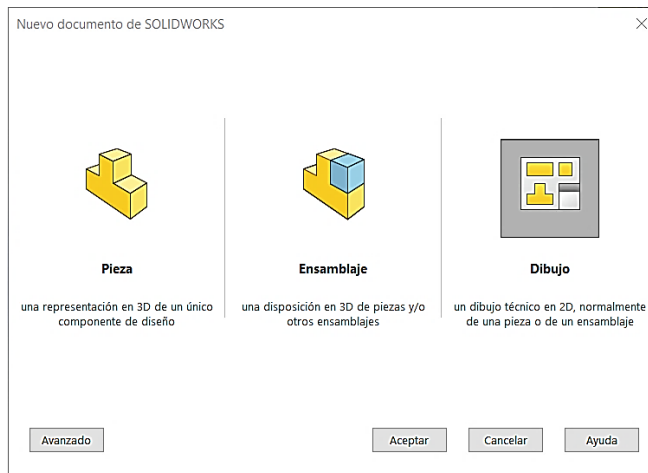 Nuevo documento de SOLIDWORKS
Pieza
una representación en 3D de un único
componente de diseño
Ensamblaje
una disposición en 3D de piezas y/o
otros ensamblajes
Dibujo
un dibujo técnico en 2D, normalmente
de una pieza o de un ensamblaje
Avanzado
Aceptar
Cancelar
Ayuda